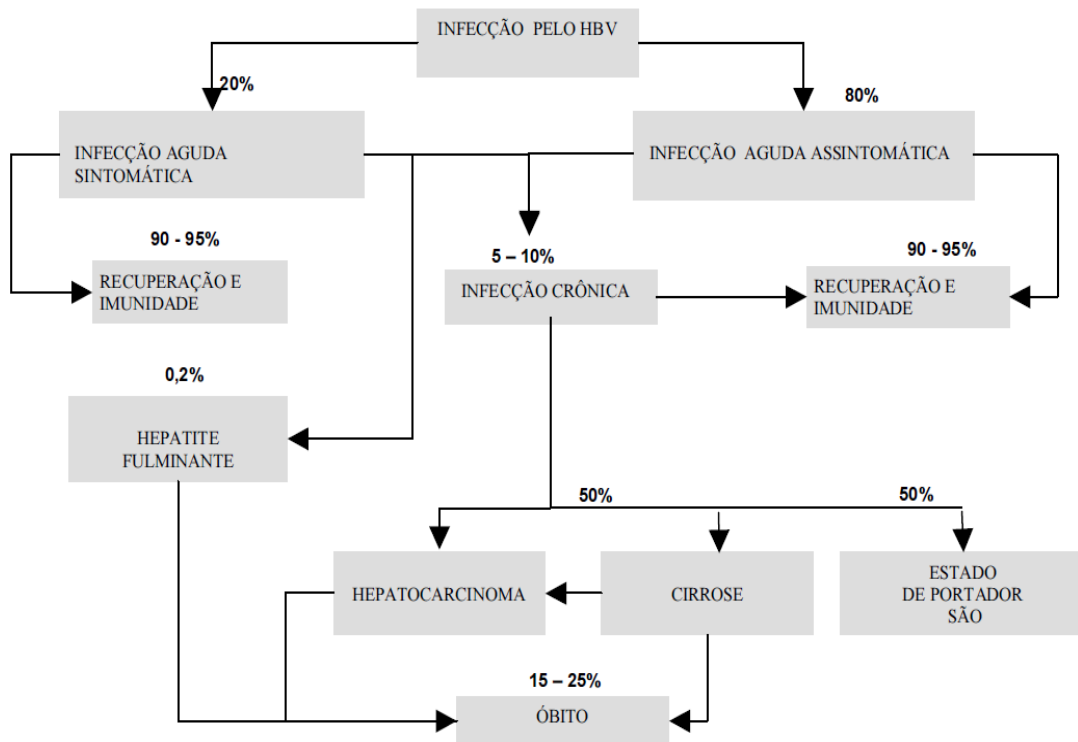 INFECÇÃO PELO HBV
20%
80%
INFECÇÃO AGUDA
SINTOMÁTICA
INFECÇÃO AGUDA ASSINTOMÁTICA
90 - 95%
RECUPERAÇÃO E
IMUNIDADE
5 – 10%
INFECÇÃO CRÔNICA
90 - 95%
RECUPERAÇÃO E
IMUNIDADE
0,2%
HEPATITE
FULMINANTE
50%
50%
HEPATOCARCINOMA
CIRROSE
ESTADO
DE PORTADOR
SÃO
15 – 25%
ÓBITO